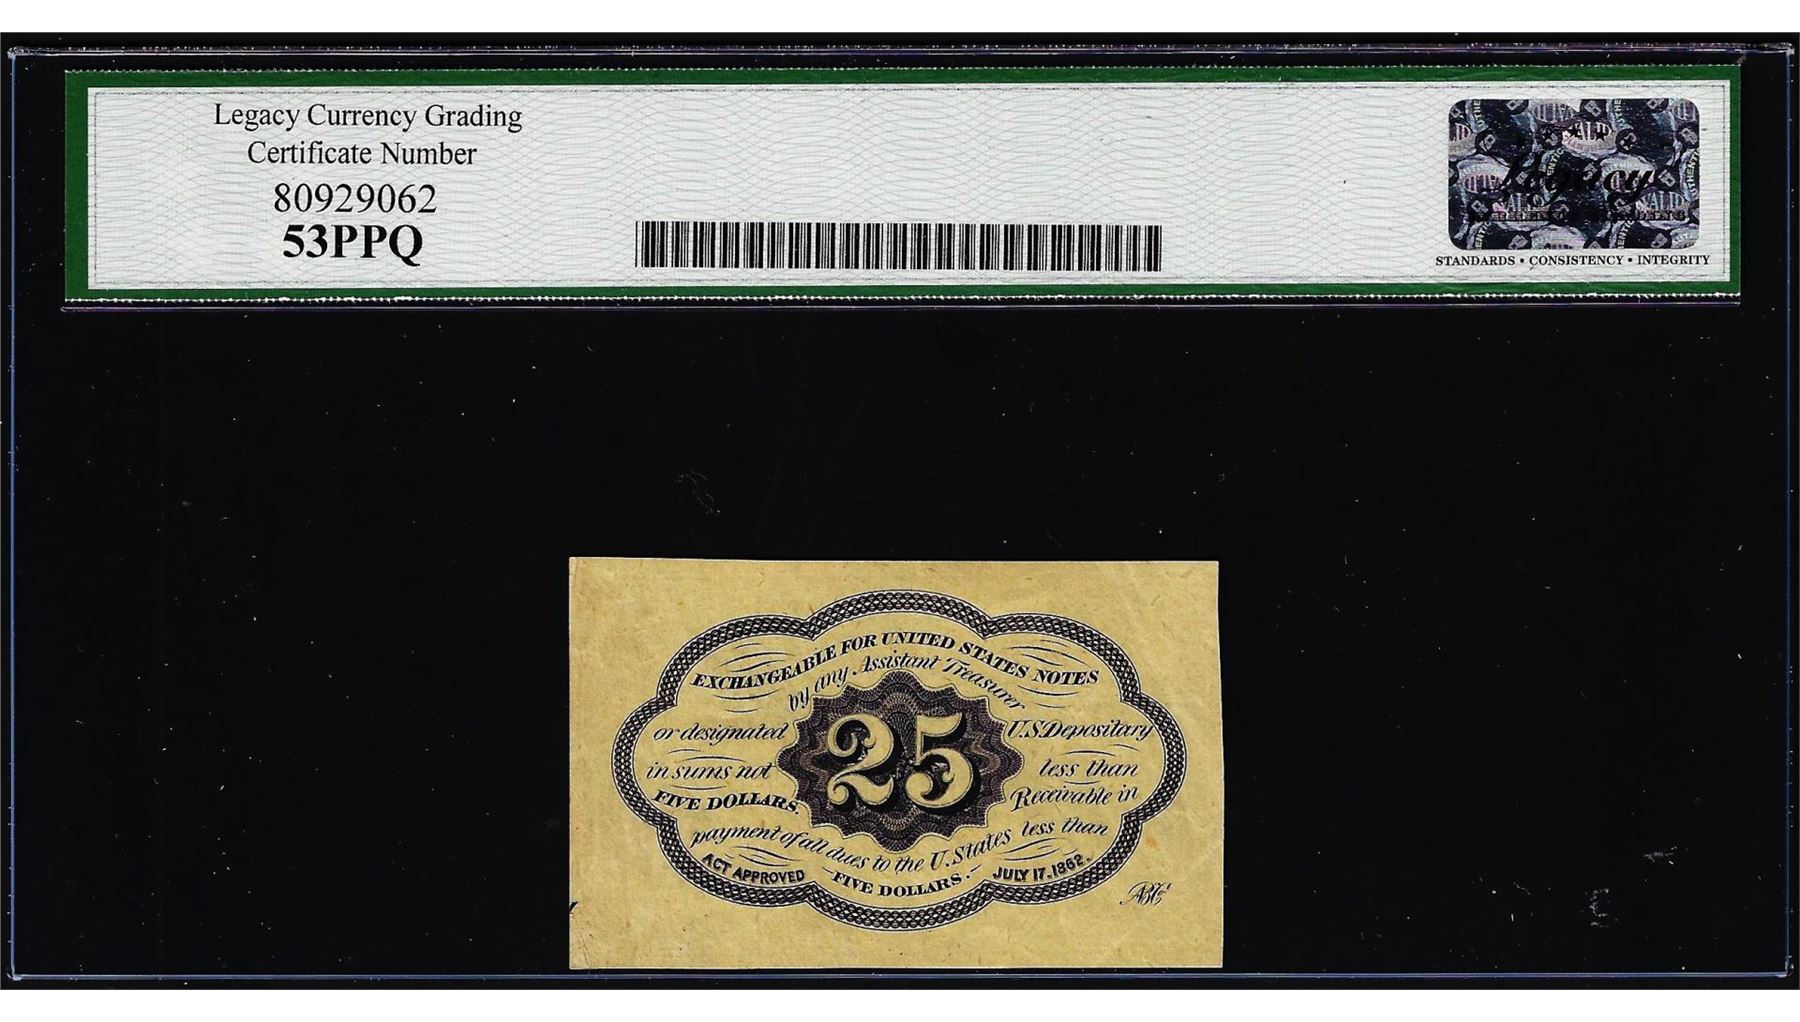 Legacy Currency Grading
Certificate Number
80929062
53PPQ
Legacy
STANDARDS • CONSISTENCY • INTEGRITY
EXCHANGEABLE FOR UNITED STATES NOTES
by any Assistant Treasurer
or designated U.S. Depositary
in sums not less than
FIVE DOLLARS. Receivable in
payment of all dues to the U. States less than
FIVE DOLLARS.
ACT APPROVED JULY 17. 1862.
25